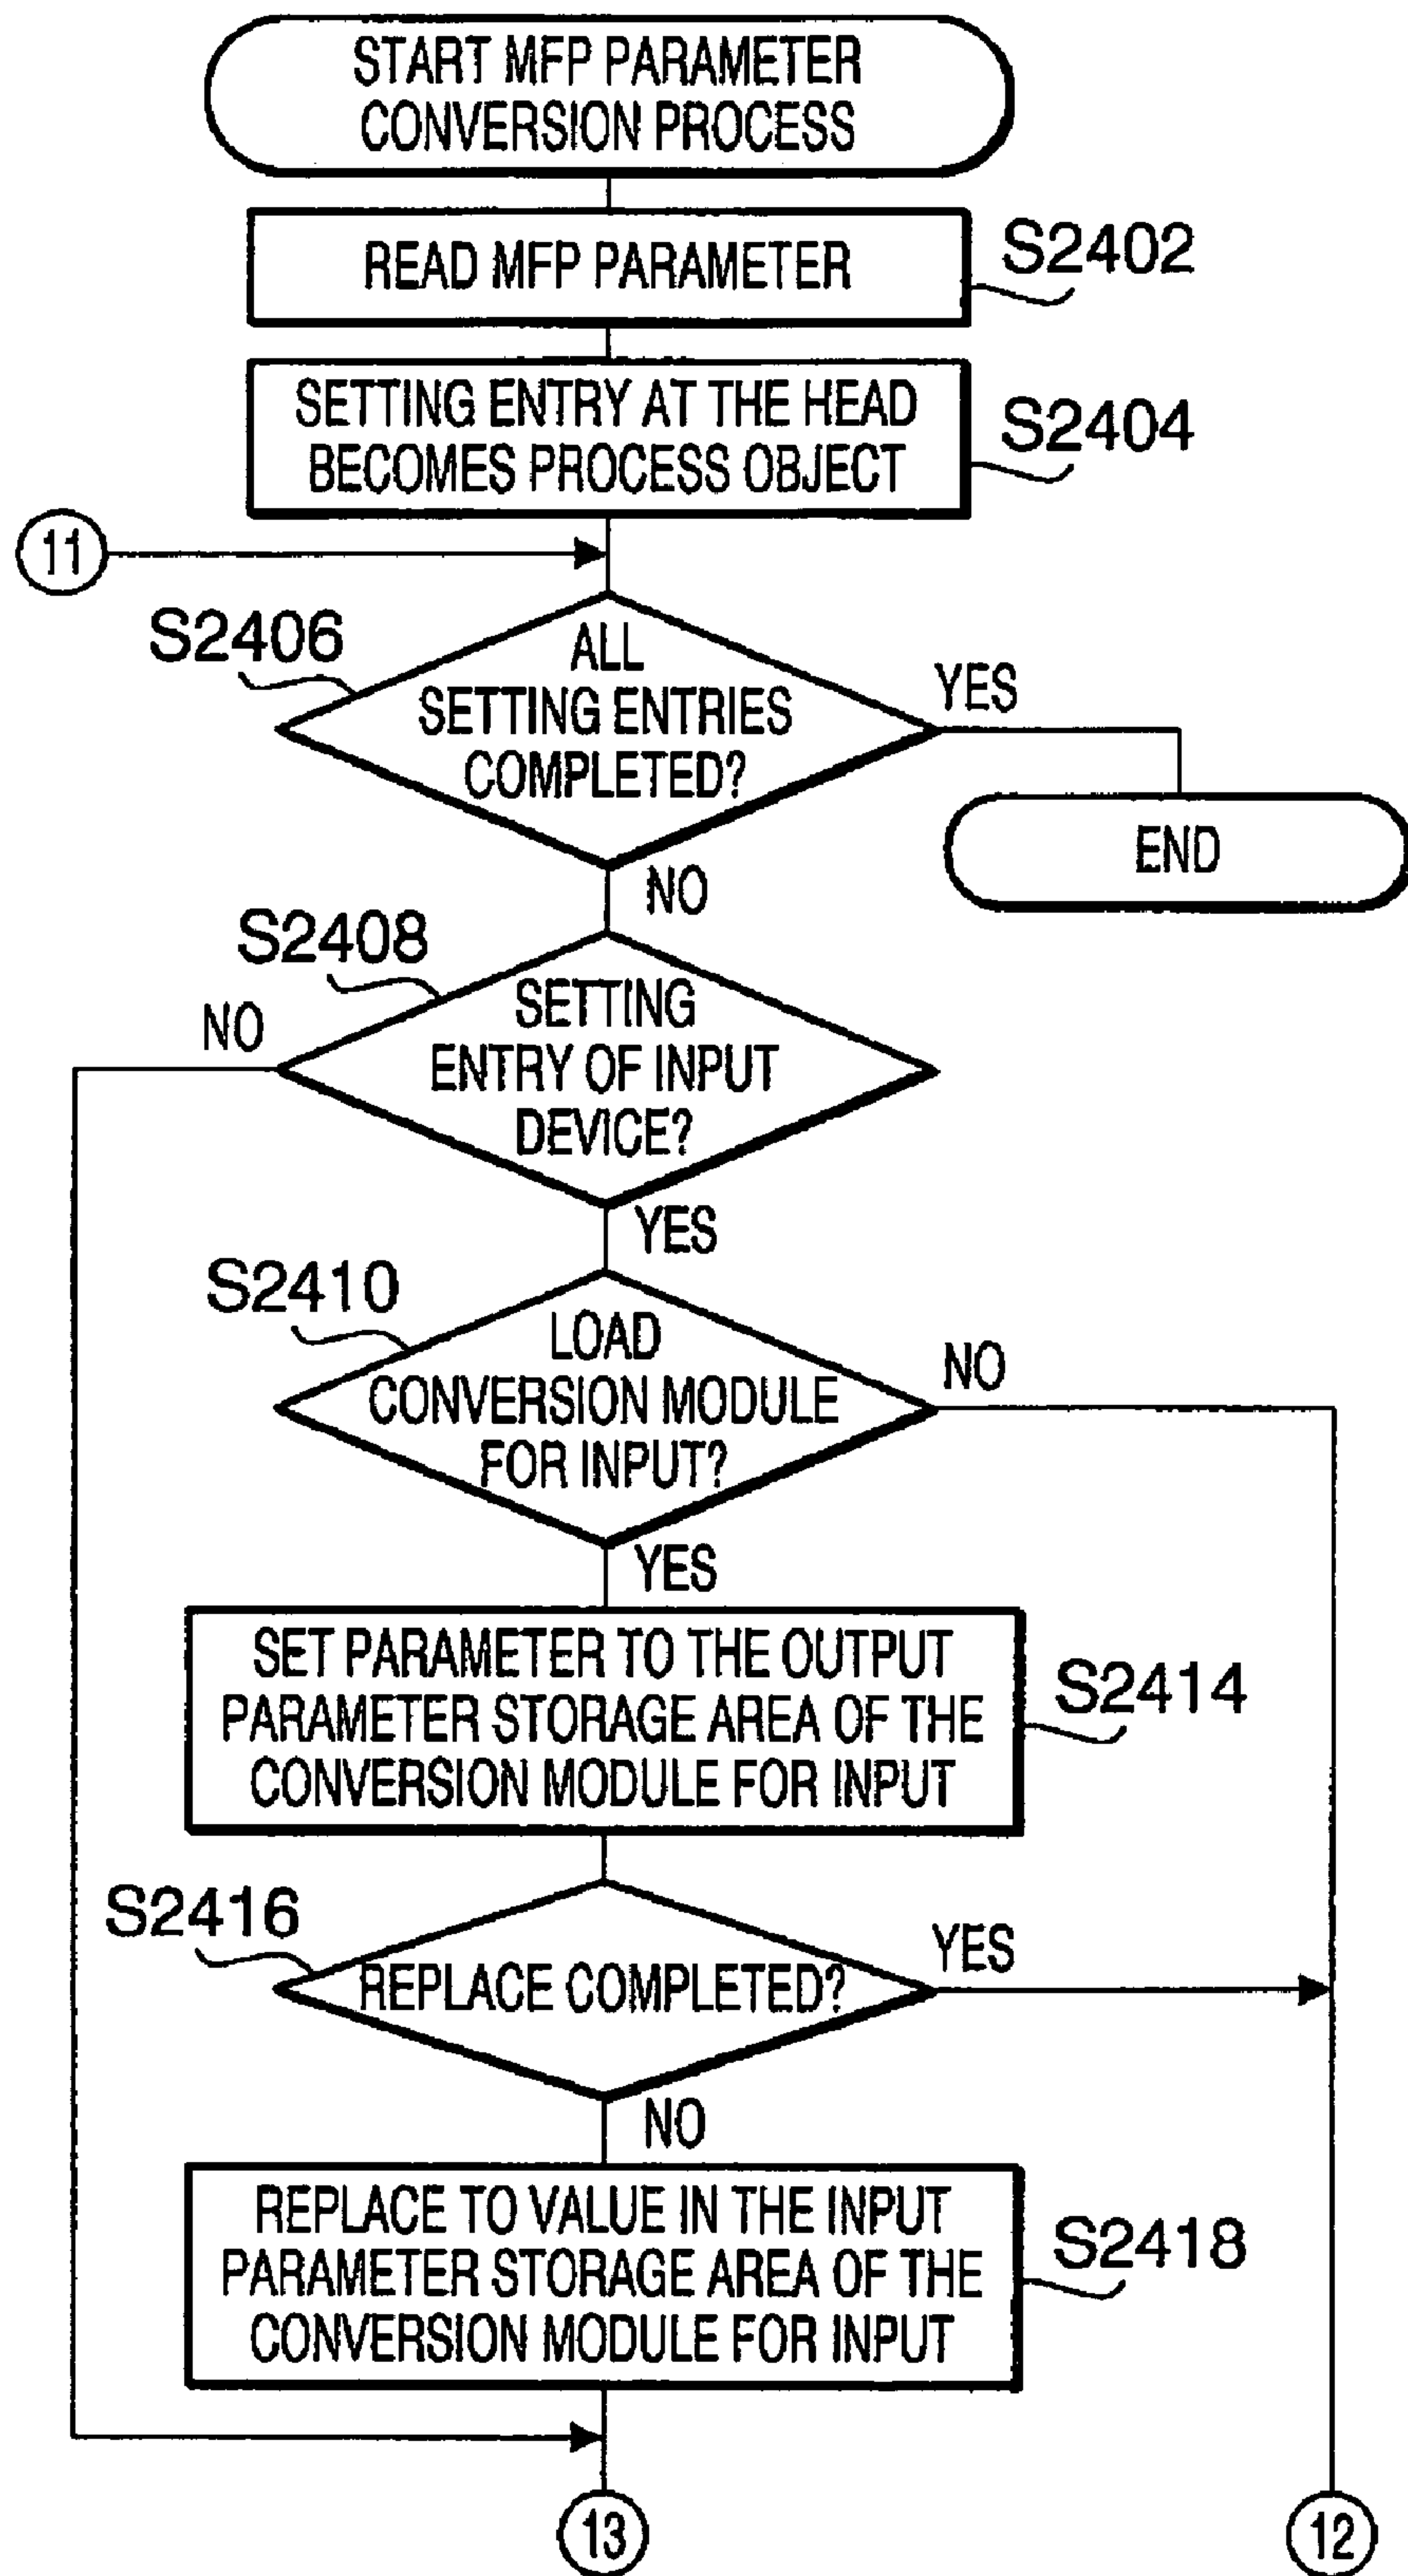 START MFP PARAMETER
CONVERSION PROCESS
READ MFP PARAMETER
S2402
SETTING ENTRY AT THE HEAD
BECOMES PROCESS OBJECT
S2404
11
S2406
ALL
SETTING ENTRIES
COMPLETED?
YES
END
NO
S2408
NO
SETTING
ENTRY OF INPUT
DEVICE?
YES
S2410
LOAD
CONVERSION MODULE
FOR INPUT?
NO
YES
SET PARAMETER TO THE OUTPUT
PARAMETER STORAGE AREA OF THE
CONVERSION MODULE FOR INPUT
S2414
S2416
REPLACE COMPLETED?
YES
NO
REPLACE TO VALUE IN THE INPUT
PARAMETER STORAGE AREA OF THE
CONVERSION MODULE FOR INPUT
S2418
13
12